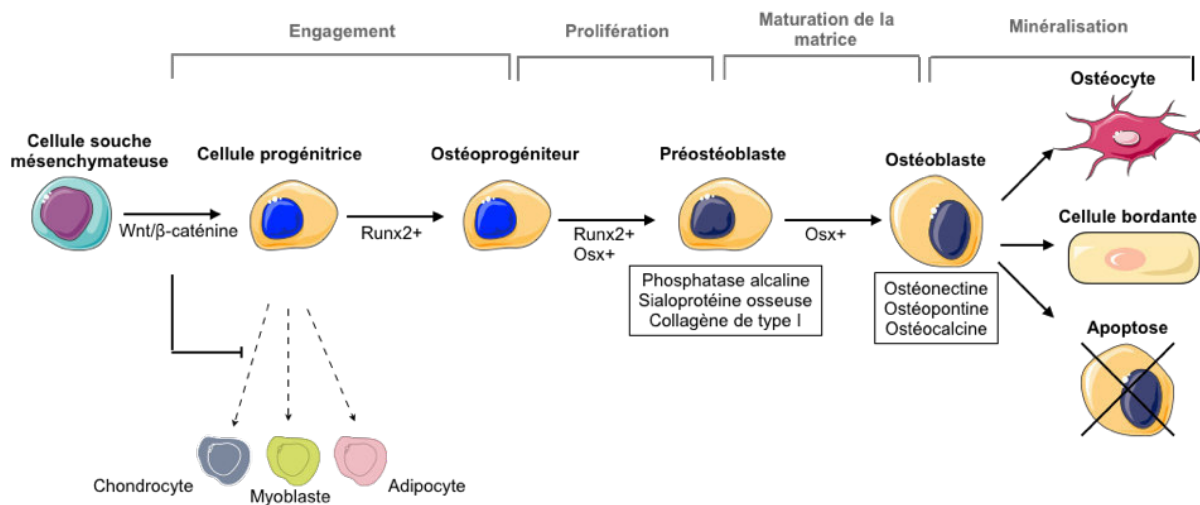 Engagement
Prolifération
Maturation de la
matrice
Minéralisation
Cellule souche
mésenchymateuse
Cellule progénitrice
Ostéoprogéniteur
Préostéoblaste
Ostéoblaste
Ostéocyte
Wnt/β-caténine
Runx2+
Runx2+
Osx+
Osx+
Cellule bordante
Phosphatase alcaline
Sialoprotéine osseuse
Collagène de type I
Ostéonectine
Ostéopontine
Ostéocalcine
Apoptose
Chondrocyte
Myoblaste
Adipocyte